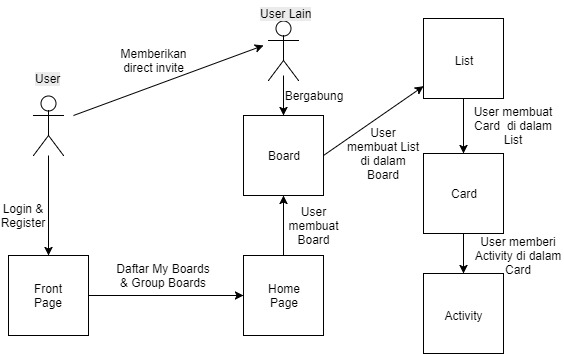 User Lain
Memberikan
direct invite
User
Bergabung
List
User membuat
Card  di dalam
List
Board
User
membuat List
di dalam
Board
Card
Login &
Register
User
membuat
Board
User memberi
Activity di dalam
Card
Front
Page
Daftar My Boards
& Group Boards
Home
Page
Activity